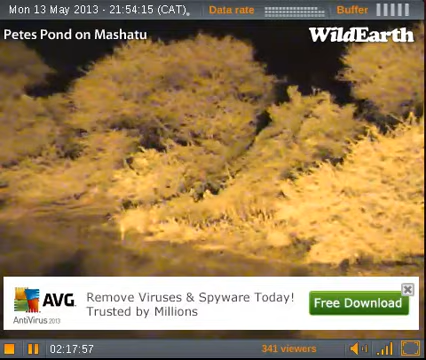 Mon 13 May 2013 - 21:54:15 (CAT)
Data rate
Buffer
Petes Pond on Mashatu
WildEarth
AVG
AntiVirus 2013
Remove Viruses & Spyware Today!
Trusted by Millions
Free Download
02:17:57
341 viewers